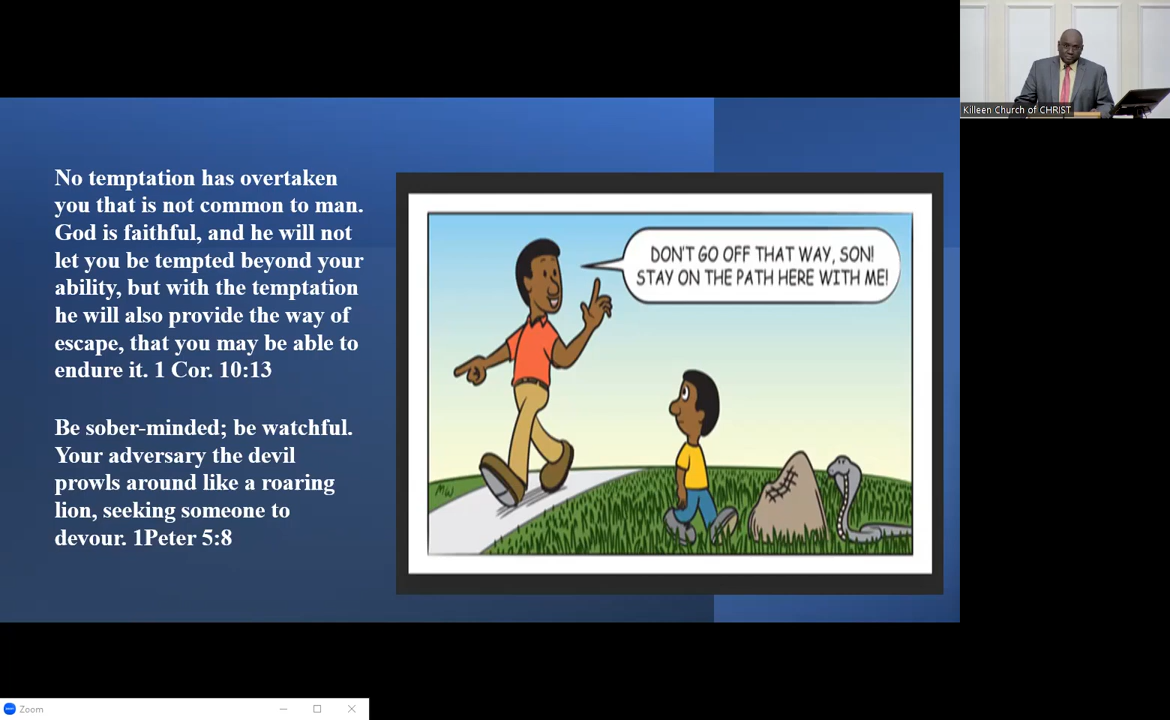 Killeen Church of CHRIST
No temptation has overtaken
you that is not common to man.
God is faithful, and he will not
let you be tempted beyond your
ability, but with the temptation
he will also provide the way of
escape, that you may be able to
endure it. 1 Cor. 10:13
Be sober-minded; be watchful.
Your adversary the devil
prowls around like a roaring
lion, seeking someone to
devour. 1Peter 5:8
DON'T GO OFF THAT WAY, SON!
STAY ON THE PATH HERE WITH ME!
MW
Zoom